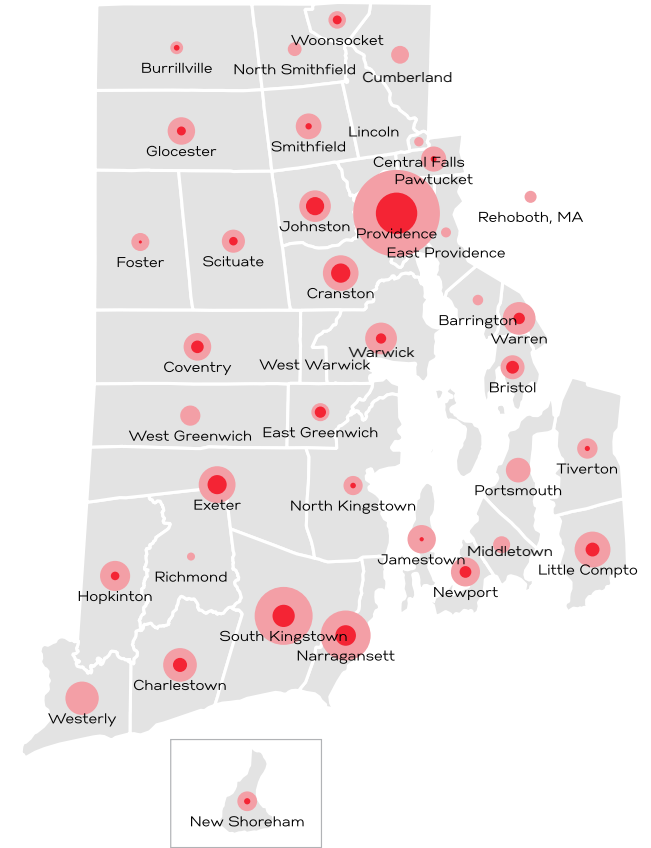 Woonsocket
Burrillville
North Smithfield
Cumberland
Lincoln
Glocester
Smithfield
Central Falls
Pawtucket
Rehoboth, MA
Johnston
Providence
East Providence
Foster
Scituate
Cranston
Barrington
Warren
Warwick
Coventry
West Warwick
Bristol
West Greenwich
East Greenwich
Tiverton
Portsmouth
Exeter
North Kingstown
Middletown
Jamestown
Little Compto
Richmond
Hopkinton
Newport
South Kingstown
Narragansett
Charlestown
Westerly
New Shoreham